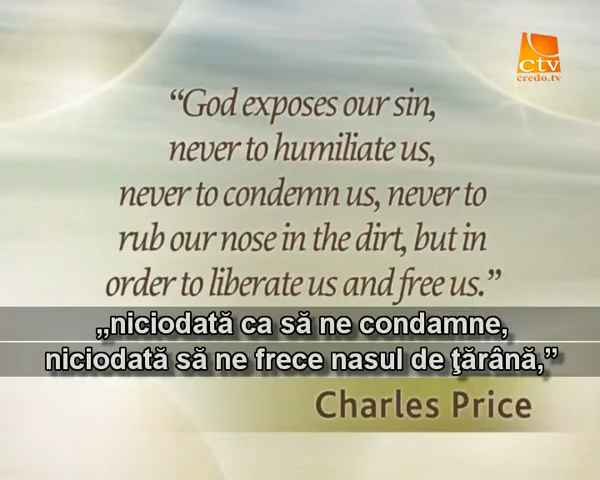 ctv
credo.tv
“God exposes our sin,
never to humiliate us,
never to condemn us, never to
rub our nose in the dirt, but in
order to liberate us and free us.”
„niciodată ca să ne condamne,
niciodată să ne frece nasul de ţărână,”
Charles Price